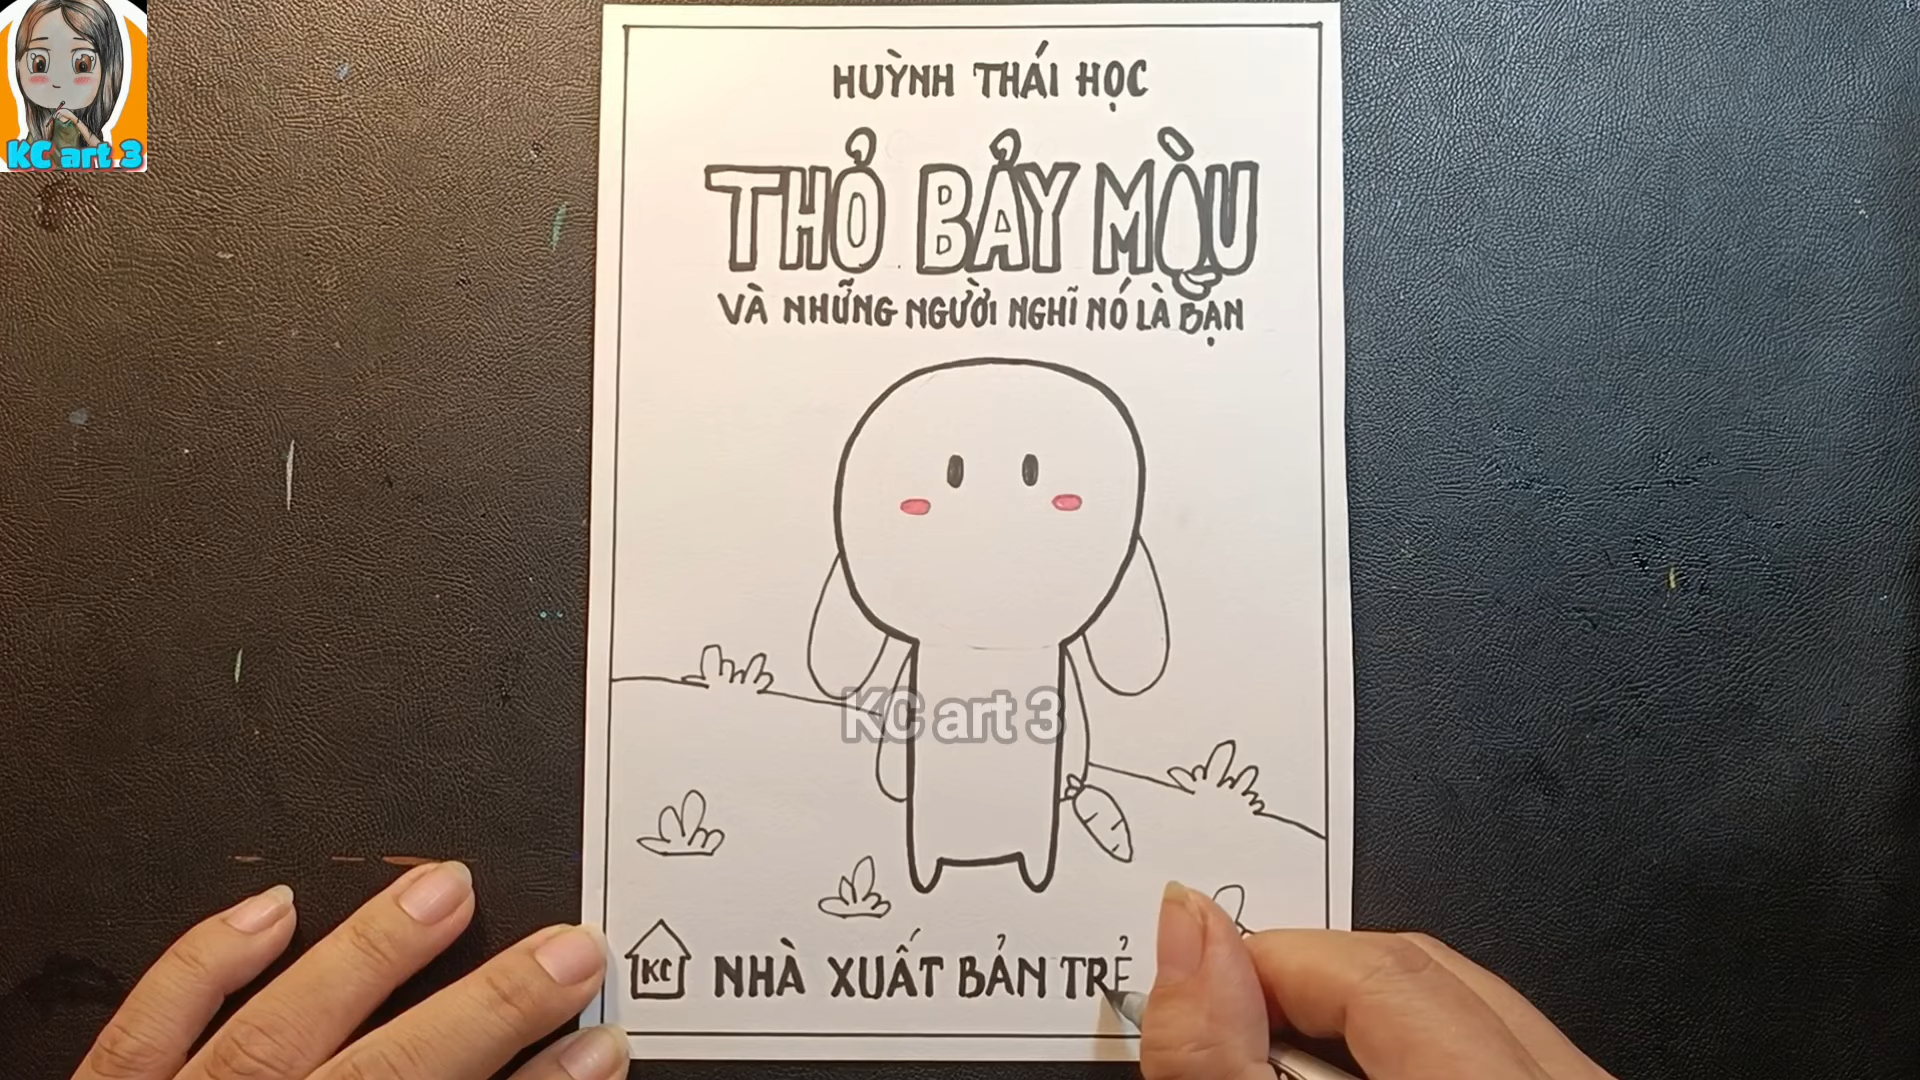 KC art 3
HUỲNH THÁI HỌC
THỎ BẢY MÀU
VÀ NHỮNG NGƯỜI NGHĨ NÓ LÀ BẠN
KC art 3
KC NHÀ XUẤT BẢN TRẺ